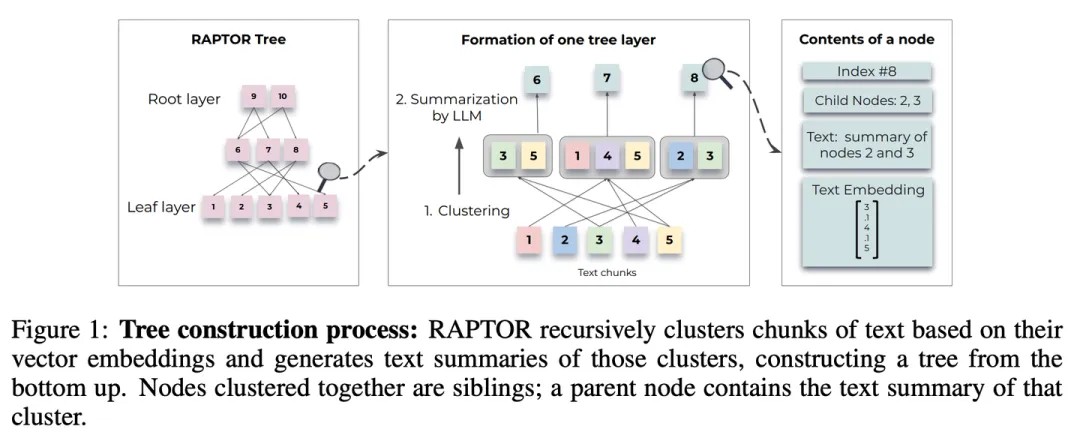 RAPTOR Tree
Root layer
9 10
6 7 8
Leaf layer
1 2 3 4 5
Formation of one tree layer
6 7 8
2. Summarization
by LLM
3 5 1 4 5 2 3
1. Clustering
1 2 3 4 5
Text chunks
Contents of a node
Index #8
Child Nodes: 2, 3
Text: summary of
nodes 2 and 3
Text Embedding
3
.1
4
.1
5
Figure 1: Tree construction process: RAPTOR recursively clusters chunks of text based on their
vector embeddings and generates text summaries of those clusters, constructing a tree from the
bottom up. Nodes clustered together are siblings; a parent node contains the text summary of that
cluster.